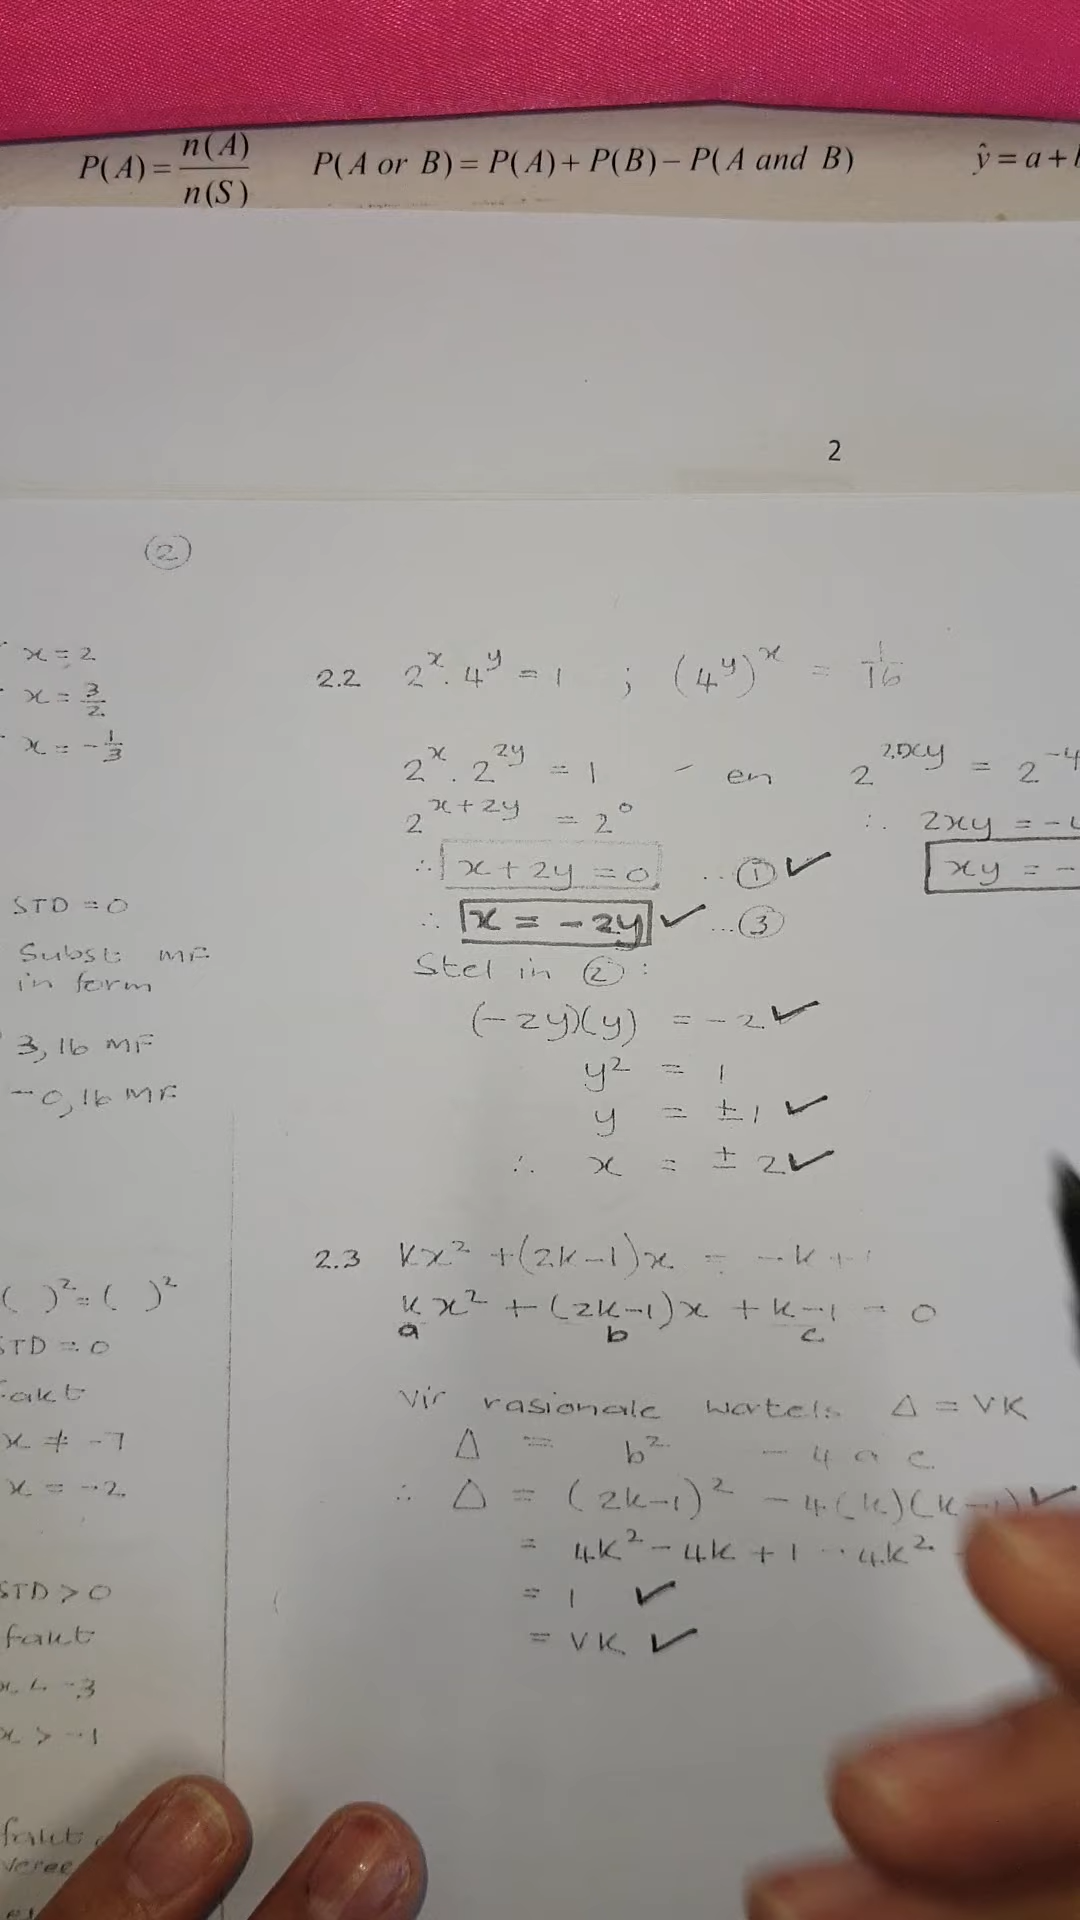 P(A) = n(A)/n(S) P(A or B) = P(A) + P(B) − P(A and B) ŷ = a +
2
②
x = 2
x = 3/2
x = -1/3
STD = 0
Subst MF
in form
3,16 MF
-0,16 MF
( )² = ( )²
STD = 0
fakt
x ≠ -7
x = -2
STD > 0
fakt
x < -3
x > -1
fakt
2.2 2^x . 4^y = 1 ; (4^y)^x = 1/16
2^x . 2^2y = 1 - en 2^2xy = 2^-4
2^x+2y = 2^0 ∴ 2xy = -4
∴ x + 2y = 0 ...① ✓ xy = -
∴ x = -2y ✓ ...③
Stel in ② :
(-2y)(y) = -2 ✓
y² = 1
y = ±1 ✓
∴ x = ± 2 ✓
2.3 kx² + (2k-1)x = -k + 1
kx² + (2k-1)x + k-1 = 0
a b c
Vir rasionale wortels Δ = VK
Δ = b² - 4ac
∴ Δ = (2k-1)² - 4(k)(k-1) ✓
= 4k² - 4k + 1 - 4k²
= 1 ✓
= VK ✓